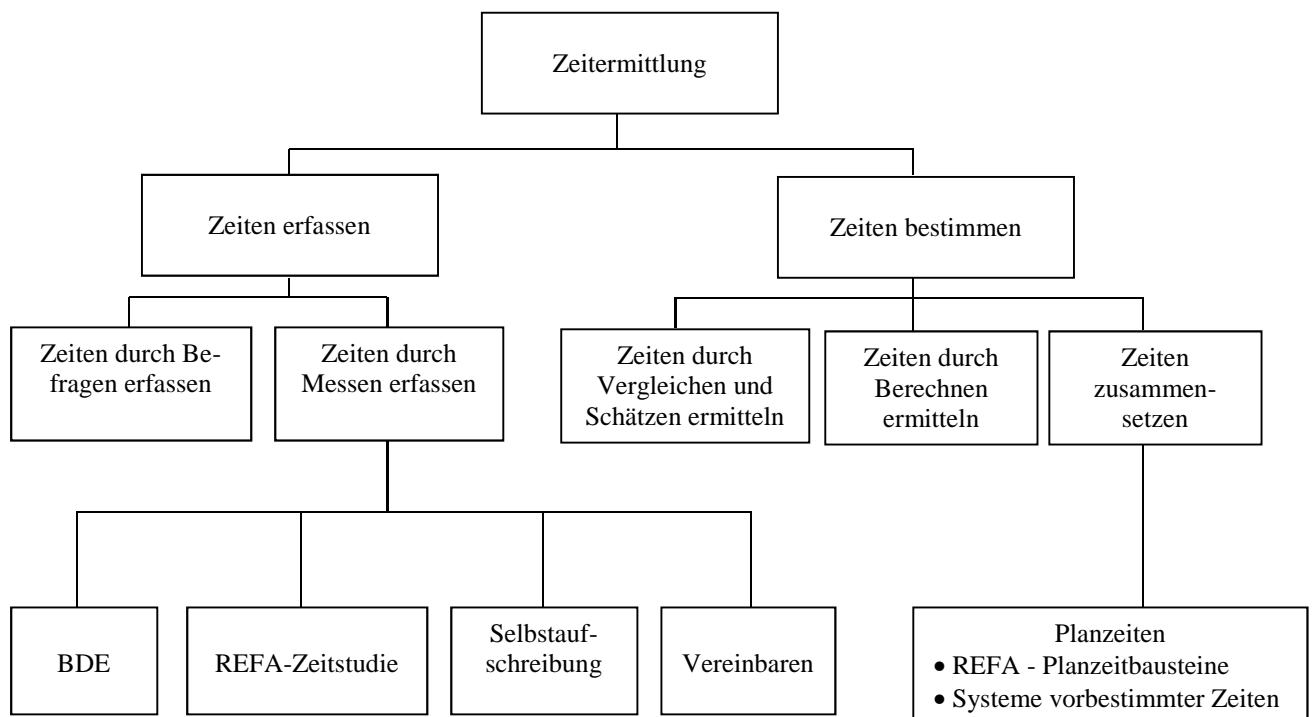 Zeitermittlung
Zeiten erfassen
Zeiten bestimmen
Zeiten durch Be-
fragen erfassen
Zeiten durch
Messen erfassen
Zeiten durch
Vergleichen und
Schätzen ermitteln
Zeiten durch
Berechnen
ermitteln
Zeiten
zusammen-
setzen
BDE
REFA-Zeitstudie
Selbstauf-
schreibung
Vereinbaren
Planzeiten
• REFA - Planzeitbausteine
• Systeme vorbestimmter Zeiten